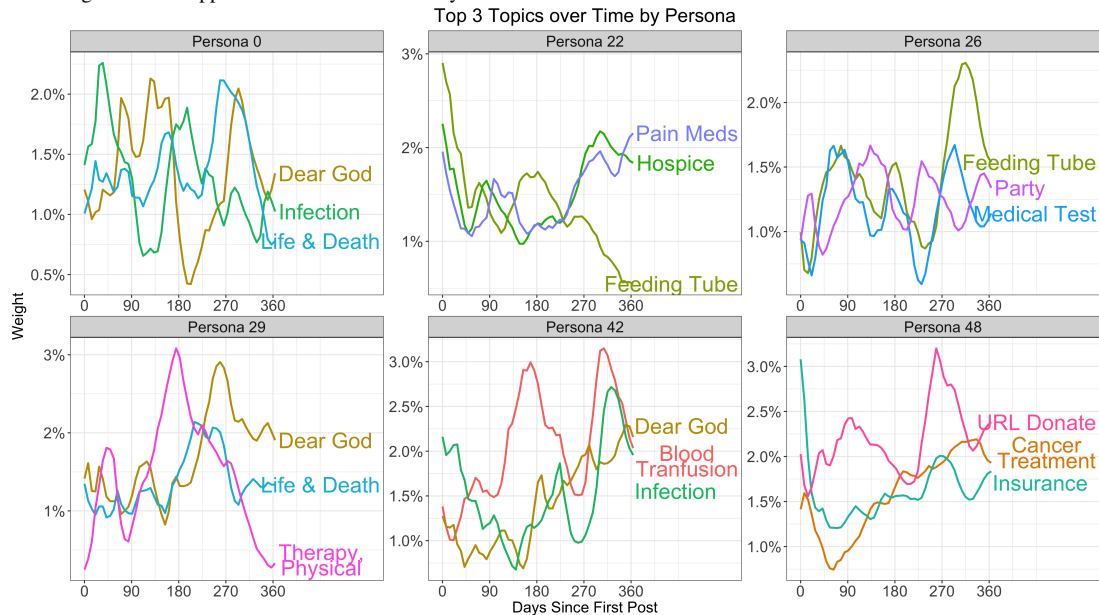 Top 3 Topics over Time by Persona
Persona 0
2.0%
1.5%
1.0%
0.5%
Dear God
Infection
Life & Death
0 90 180 270 360
Persona 22
3%
2%
1%
Pain Meds
Hospice
Feeding Tube
0 90 180 270 360
Persona 26
2.0%
1.5%
1.0%
Feeding Tube
Party
Medical Test
0 90 180 270 360
Weight
Persona 29
3%
2%
1%
Dear God
Life & Death
Therapy,
Physical
0 90 180 270 360
Persona 42
3.0%
2.5%
2.0%
1.5%
1.0%
Dear God
Blood
Tranfusion
Infection
0 90 180 270 360
Persona 48
3.0%
2.5%
2.0%
1.5%
1.0%
URL Donate
Cancer
Treatment
Insurance
0 90 180 270 360
Days Since First Post